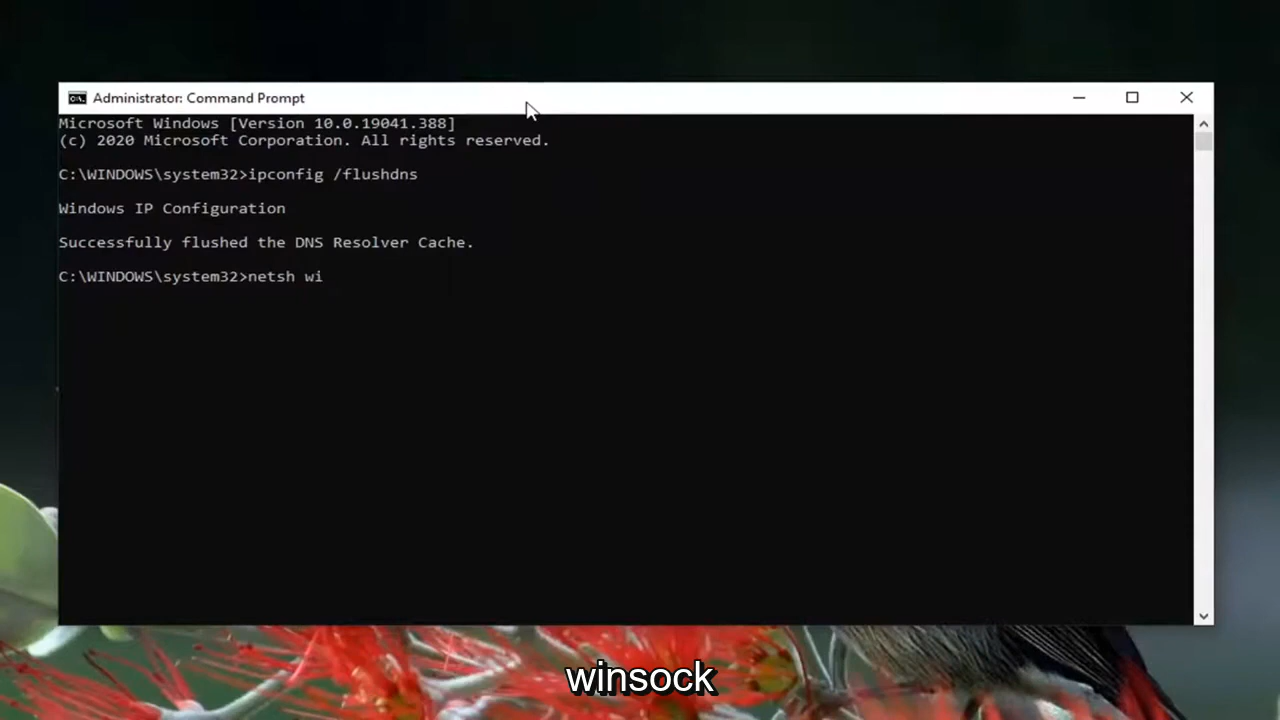 Administrator: Command Prompt
Microsoft Windows [Version 10.0.19041.388]
(c) 2020 Microsoft Corporation. All rights reserved.
C:\WINDOWS\system32>ipconfig /flushdns
Windows IP Configuration
Successfully flushed the DNS Resolver Cache.
C:\WINDOWS\system32>netsh wi
winsock